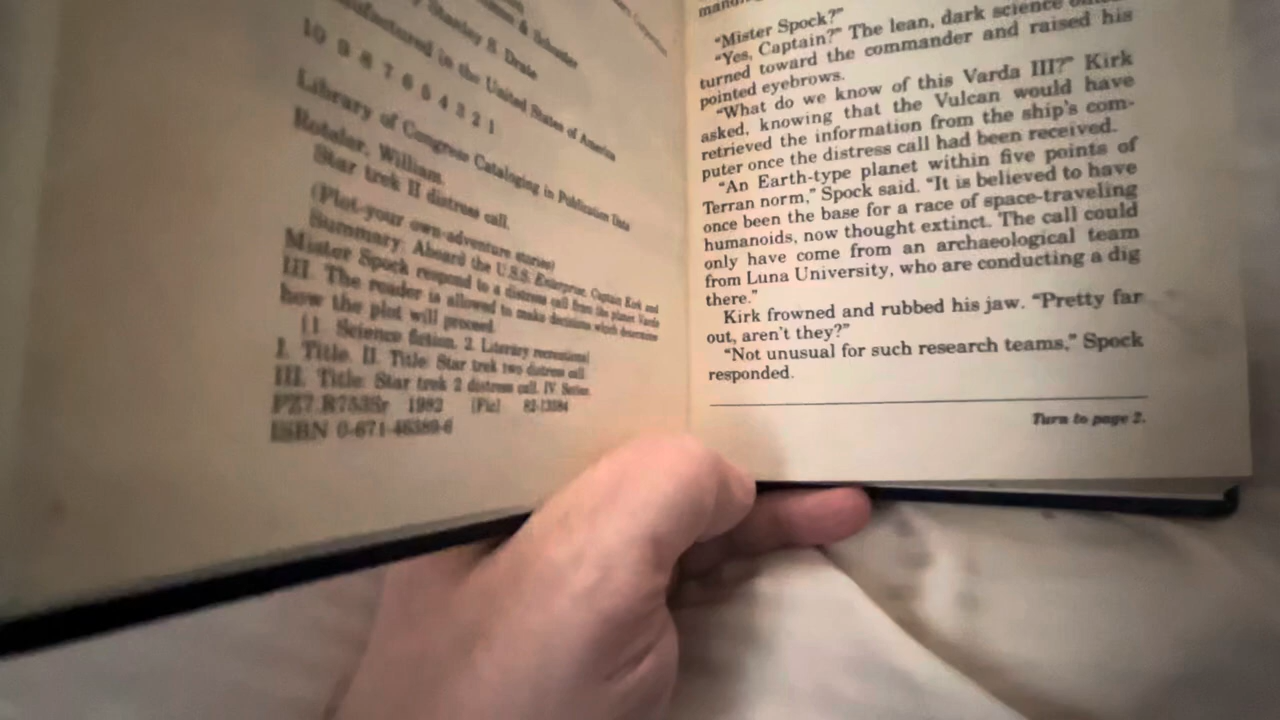 Stanley S. Drate
Manufactured in the United States of America
10 9 8 7 6 5 4 3 2 1
Library of Congress Cataloging in Publication Data
Rotsler, William.
Star trek II distress call.
(Plot-your own-adventure stories)
Summary: Aboard the U.S.S. Enterprise, Captain Kirk and
Mister Spock respond to a distress call from the planet Varda
III. The reader is allowed to make decisions which determine
how the plot will proceed.
[1. Science fiction. 2. Literary recreations]
I. Title. II. Title: Star trek two distress call.
III. Title: Star trek 2 distress call. IV. Series.
PZ7.R7535r 1982 [Fic] 82-13584
ISBN 0-671-46389-6
"Mister Spock?"
"Yes, Captain?" The lean, dark science
turned toward the commander and raised his
pointed eyebrows.
"What do we know of this Varda III?" Kirk
asked, knowing that the Vulcan would have
retrieved the information from the ship's com-
puter once the distress call had been received.
"An Earth-type planet within five points of
Terran norm," Spock said. "It is believed to have
once been the base for a race of space-traveling
humanoids, now thought extinct. The call could
only have come from an archaeological team
from Luna University, who are conducting a dig
there."
Kirk frowned and rubbed his jaw. "Pretty far
out, aren't they?"
"Not unusual for such research teams," Spock
responded.
Turn to page 2.